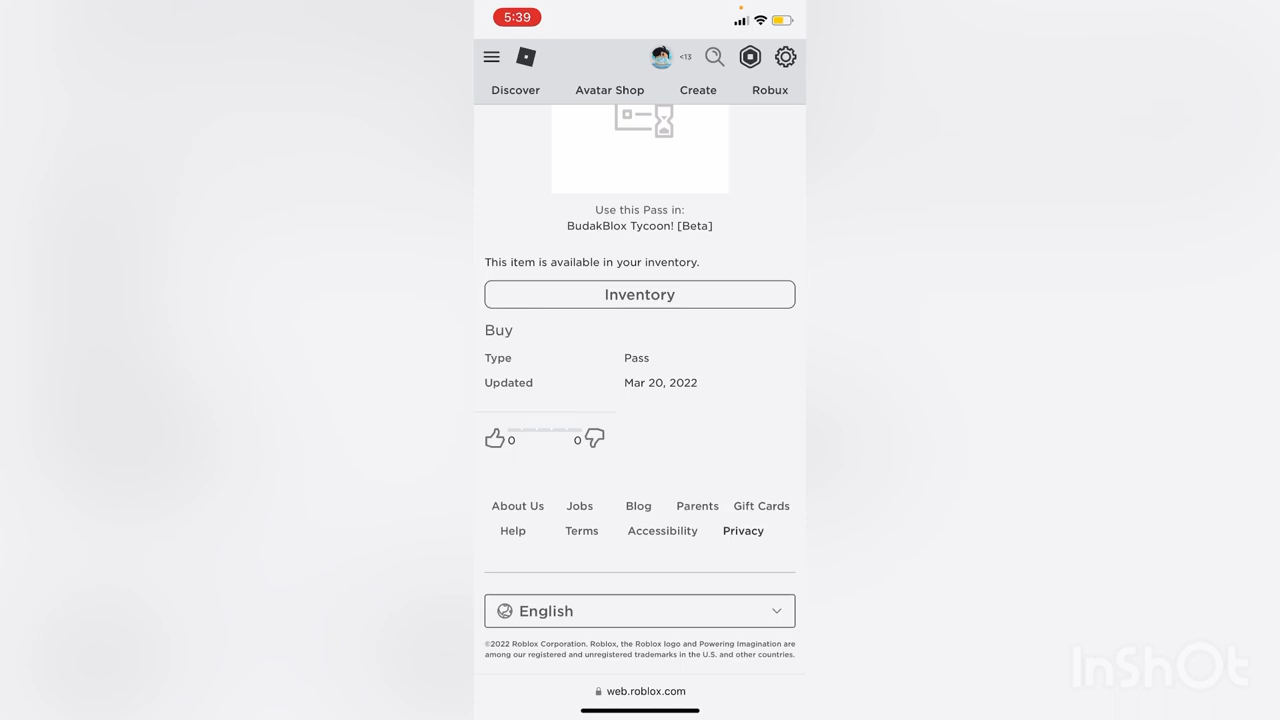 5:39
<13
Discover Avatar Shop Create Robux
Use this Pass in:
BudakBlox Tycoon! [Beta]
This item is available in your inventory.
Inventory
Buy
Type Pass
Updated Mar 20, 2022
0 0
About Us Jobs Blog Parents Gift Cards
Help Terms Accessibility Privacy
English
©2022 Roblox Corporation. Roblox, the Roblox logo and Powering Imagination are
among our registered and unregistered trademarks in the U.S. and other countries.
web.roblox.com
InShOt